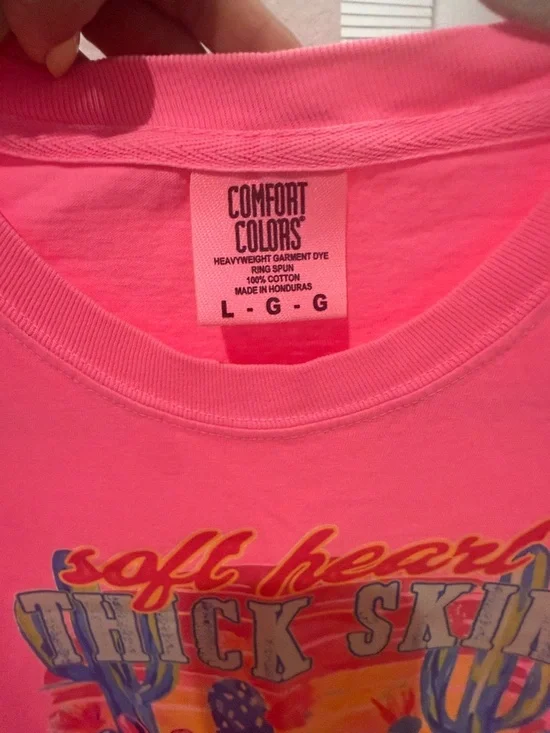 COMFORT
COLORS®
HEAVYWEIGHT GARMENT DYE
RING SPUN
100% COTTON
MADE IN HONDURAS
L - G - G
soft heart
THICK SKIN